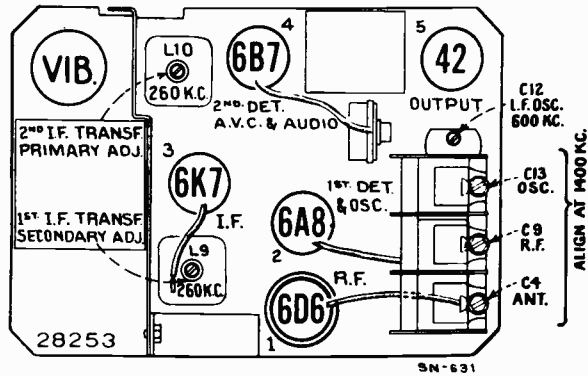 VIB.
L10
260 K.C.
4
6B7
2ND. DET.
A.V.C. & AUDIO
5
42
OUTPUT
C12
L.F. OSC.
600 KC.
2ND I.F. TRANSF.
PRIMARY ADJ.
1ST. I.F. TRANSF.
SECONDARY ADJ.
3
6K7
I.F.
L9
260K.C.
1ST. DET.
& OSC.
6A8
2
R.F.
6D6
1
C13
OSC.
C9
R.F.
C4
ANT.
ALIGN AT 1400 KC.
28253
SN-631